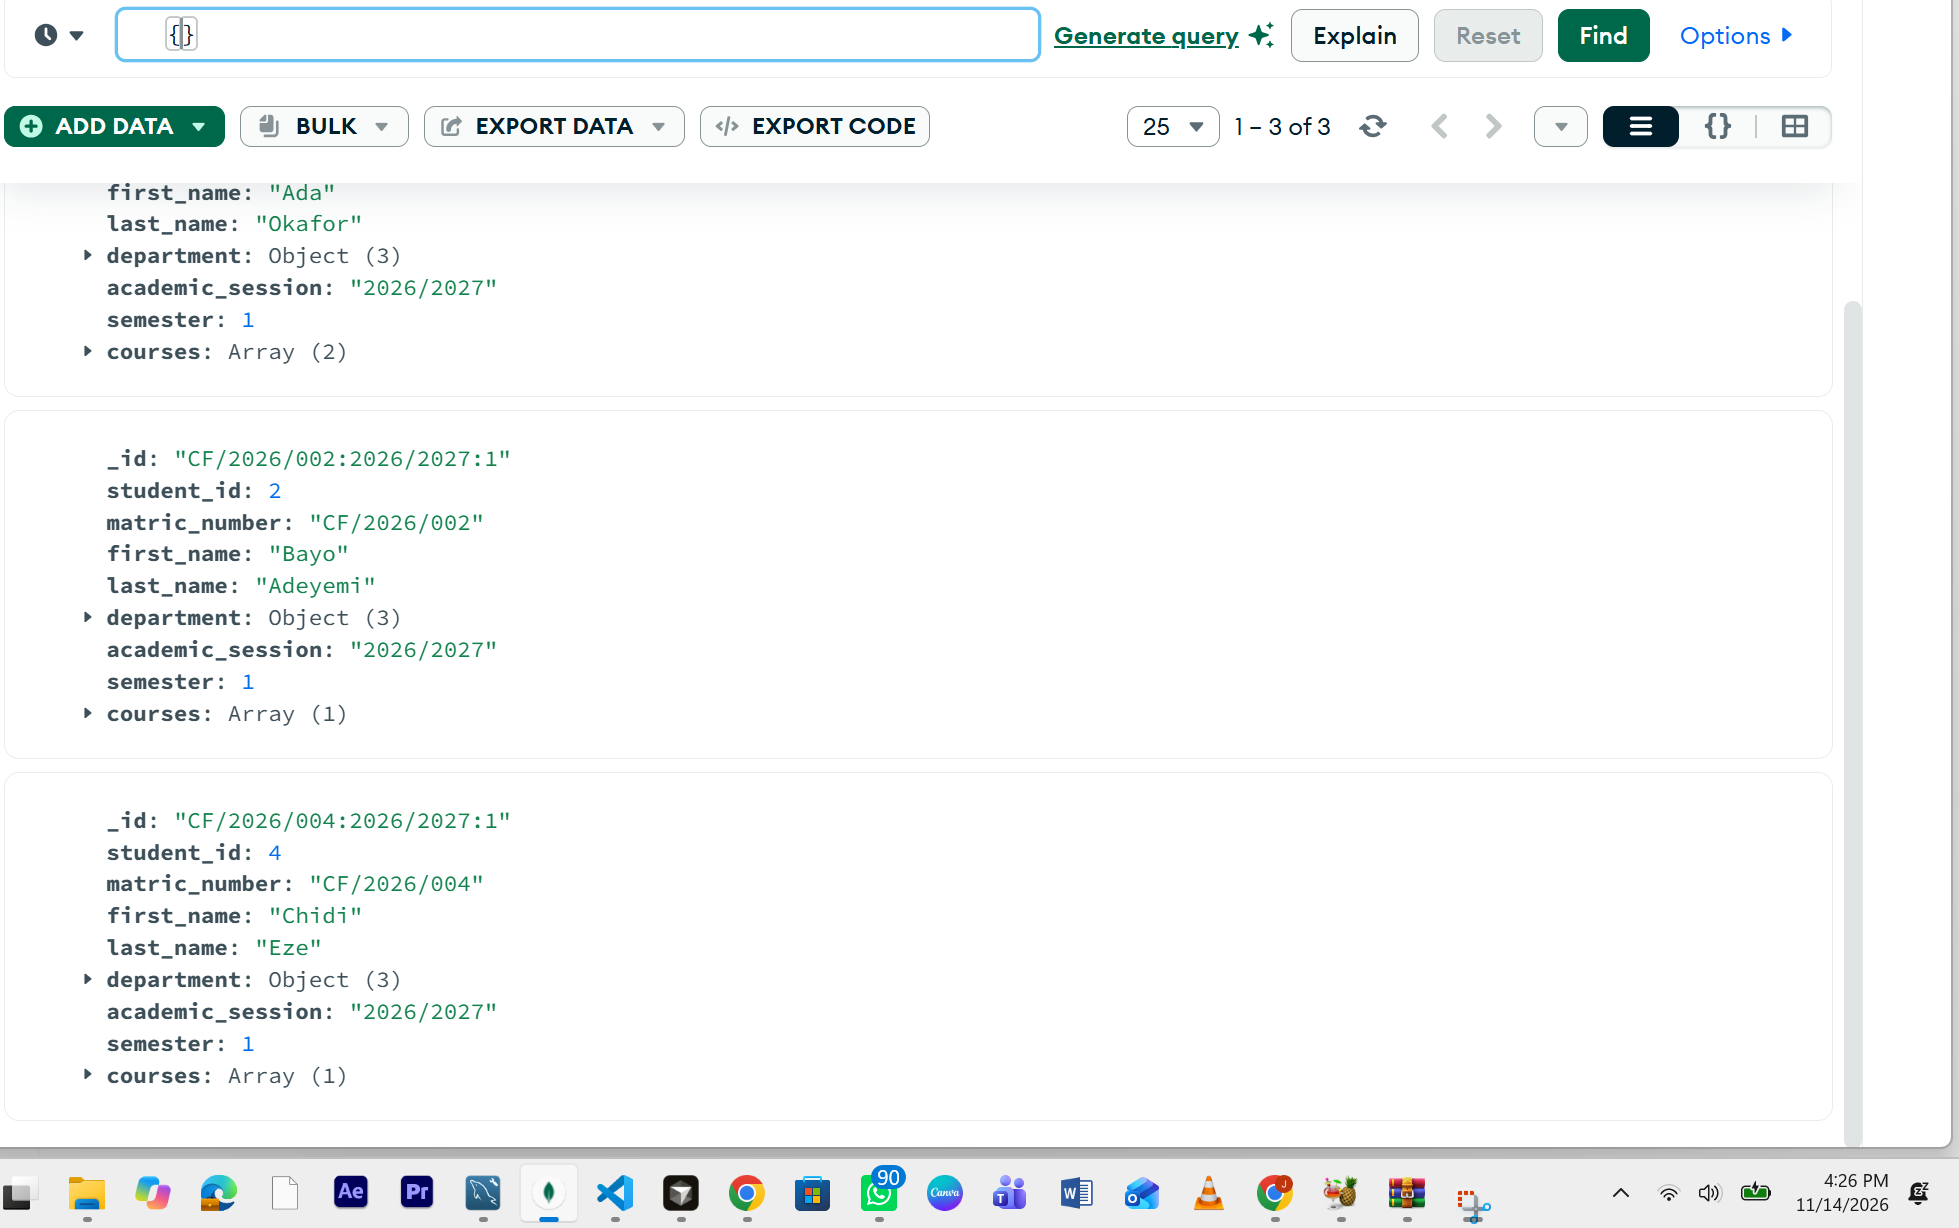 {}
Generate query
Explain
Reset
Find
Options
ADD DATA
BULK
EXPORT DATA
</> EXPORT CODE
25
1 – 3 of 3
{}
first_name: "Ada"
last_name: "Okafor"
department: Object (3)
academic_session: "2026/2027"
semester: 1
courses: Array (2)
_id: "CF/2026/002:2026/2027:1"
student_id: 2
matric_number: "CF/2026/002"
first_name: "Bayo"
last_name: "Adeyemi"
department: Object (3)
academic_session: "2026/2027"
semester: 1
courses: Array (1)
_id: "CF/2026/004:2026/2027:1"
student_id: 4
matric_number: "CF/2026/004"
first_name: "Chidi"
last_name: "Eze"
department: Object (3)
academic_session: "2026/2027"
semester: 1
courses: Array (1)
Ae
Pr
90
Canva
T
W
o
J
4:26 PM
11/14/2026